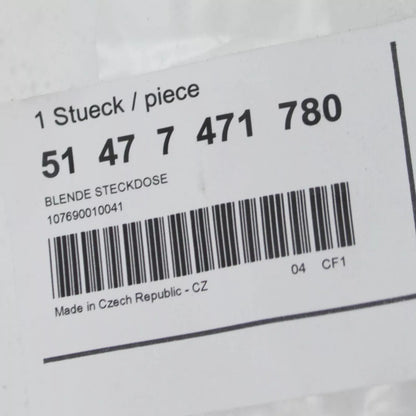 1 Stueck / piece
51 47 7 471 780
BLENDE STECKDOSE
107690010041
04 CF1
Made in Czech Republic - CZ